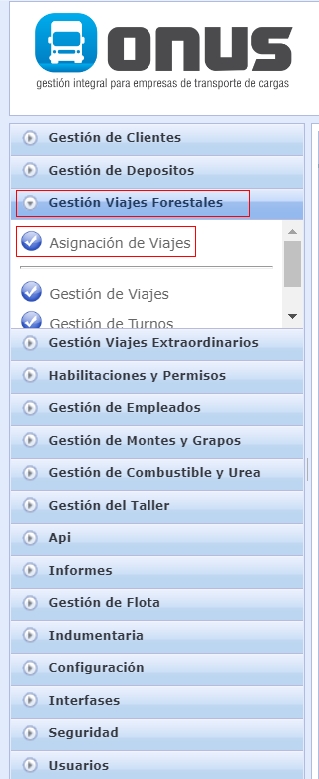 onus
gestión integral para empresas de transporte de cargas
Gestión de Clientes
Gestión de Depositos
Gestión Viajes Forestales
Asignación de Viajes
Gestión de Viajes
Gestión de Turnos
Gestión Viajes Extraordinarios
Habilitaciones y Permisos
Gestión de Empleados
Gestión de Montes y Grapos
Gestión de Combustible y Urea
Gestión del Taller
Api
Informes
Gestión de Flota
Indumentaria
Configuración
Interfases
Seguridad
Usuarios